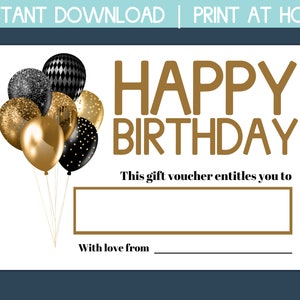 TANT DOWNLOAD | PRINT AT HO
HAPPY
BIRTHDAY
This gift voucher entitles you to
With love from